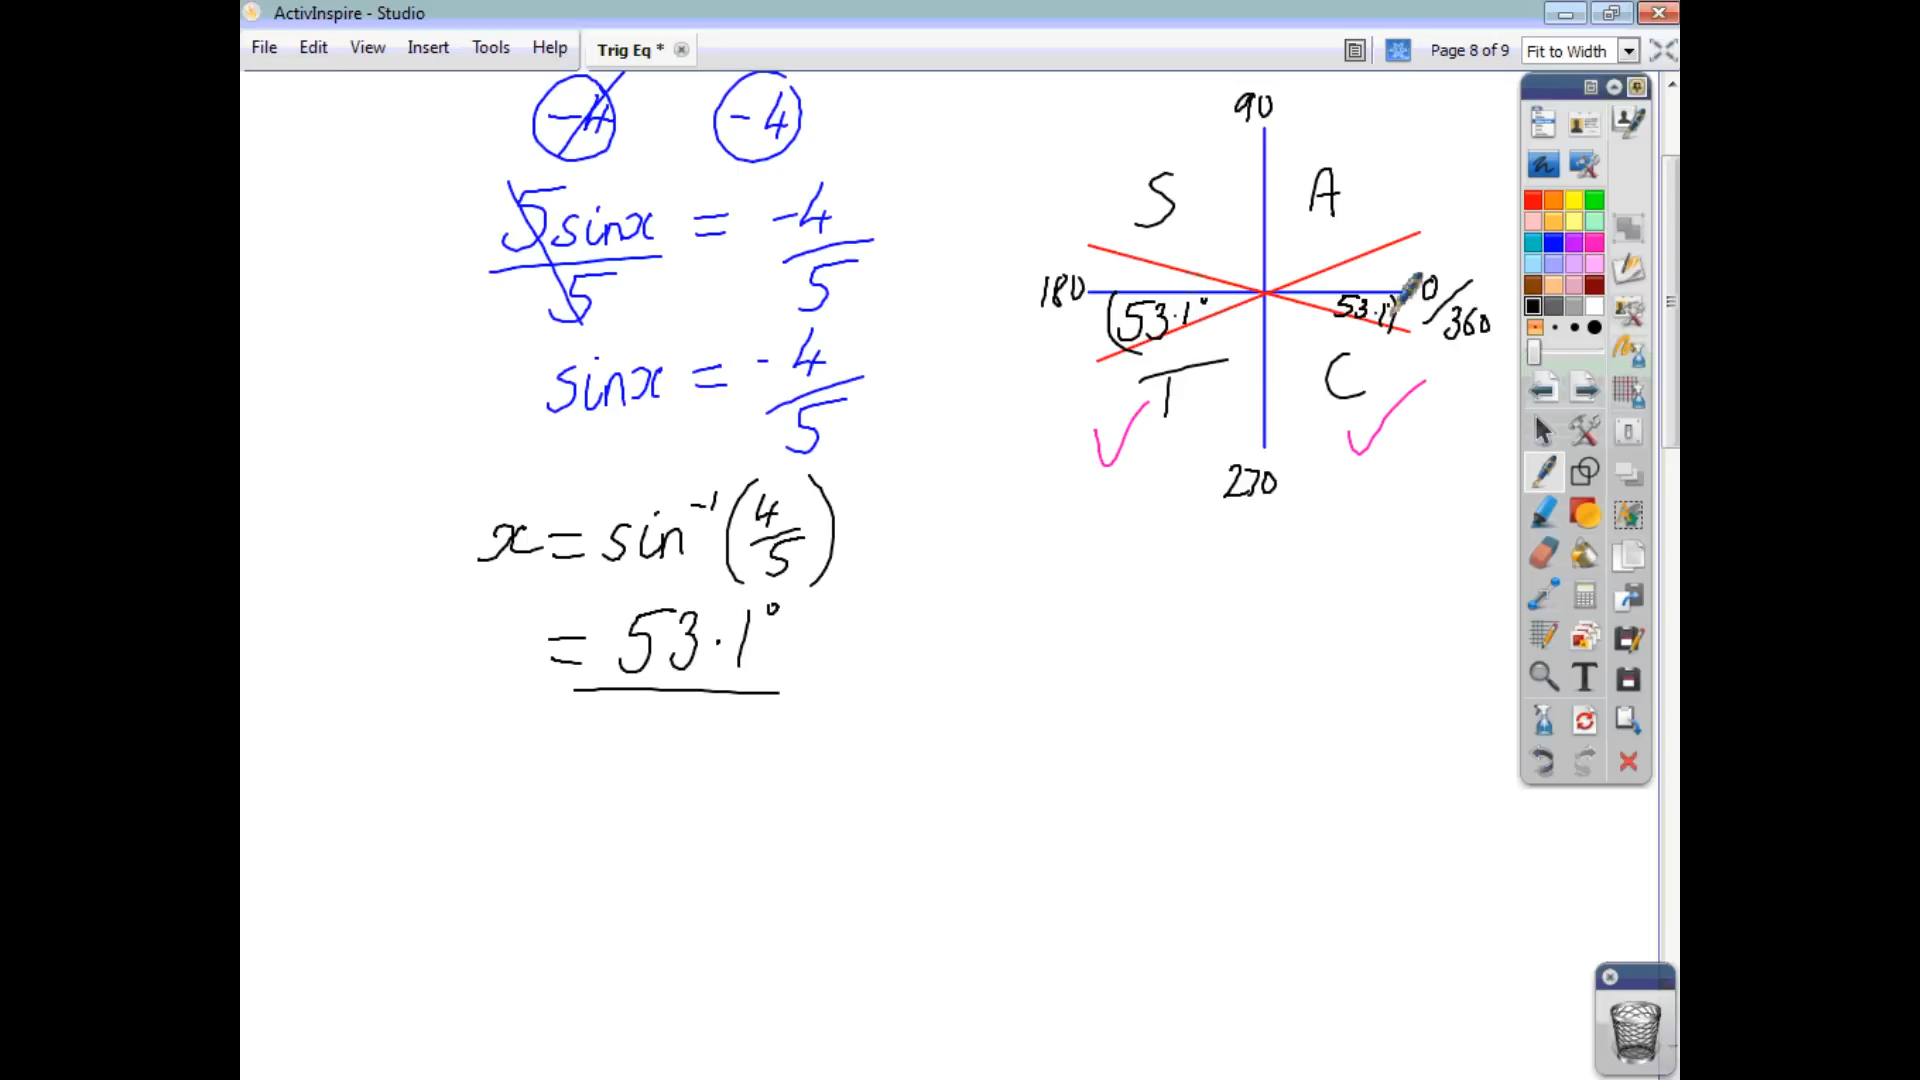 ActivInspire - Studio
File Edit View Insert Tools Help
Trig Eq *
Page 8 of 9
Fit to Width
-4 -4
5sinx = -4
5 5
sinx = -4
5
x = sin⁻¹(4/5)
= 53.1°
90
S A
180 0/360
53.1° 53.1
T C
270